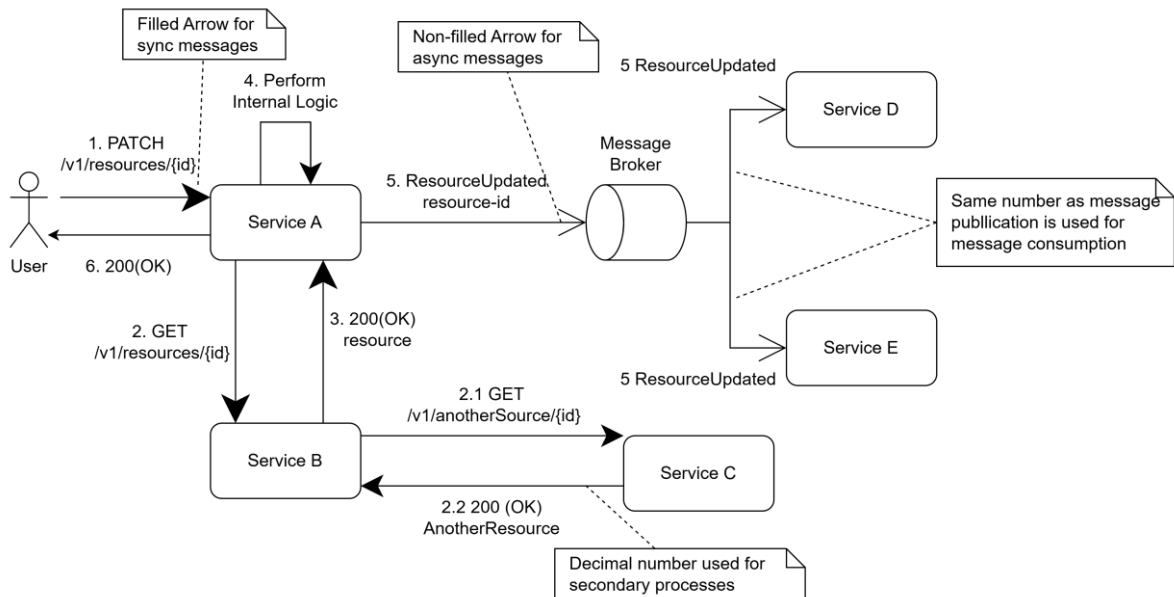 Filled Arrow for
sync messages
Non-filled Arrow for
async messages
5 ResourceUpdated
4. Perform
Internal Logic
Service D
1. PATCH
/v1/resources/{id}
Message
Broker
5. ResourceUpdated
resource-id
Service A
Same number as message
publlication is used for
message consumption
User
6. 200(OK)
2. GET
/v1/resources/{id}
3. 200(OK)
resource
Service E
5 ResourceUpdated
2.1 GET
/v1/anotherSource/{id}
Service B
Service C
2.2 200 (OK)
AnotherResource
Decimal number used for
secondary processes